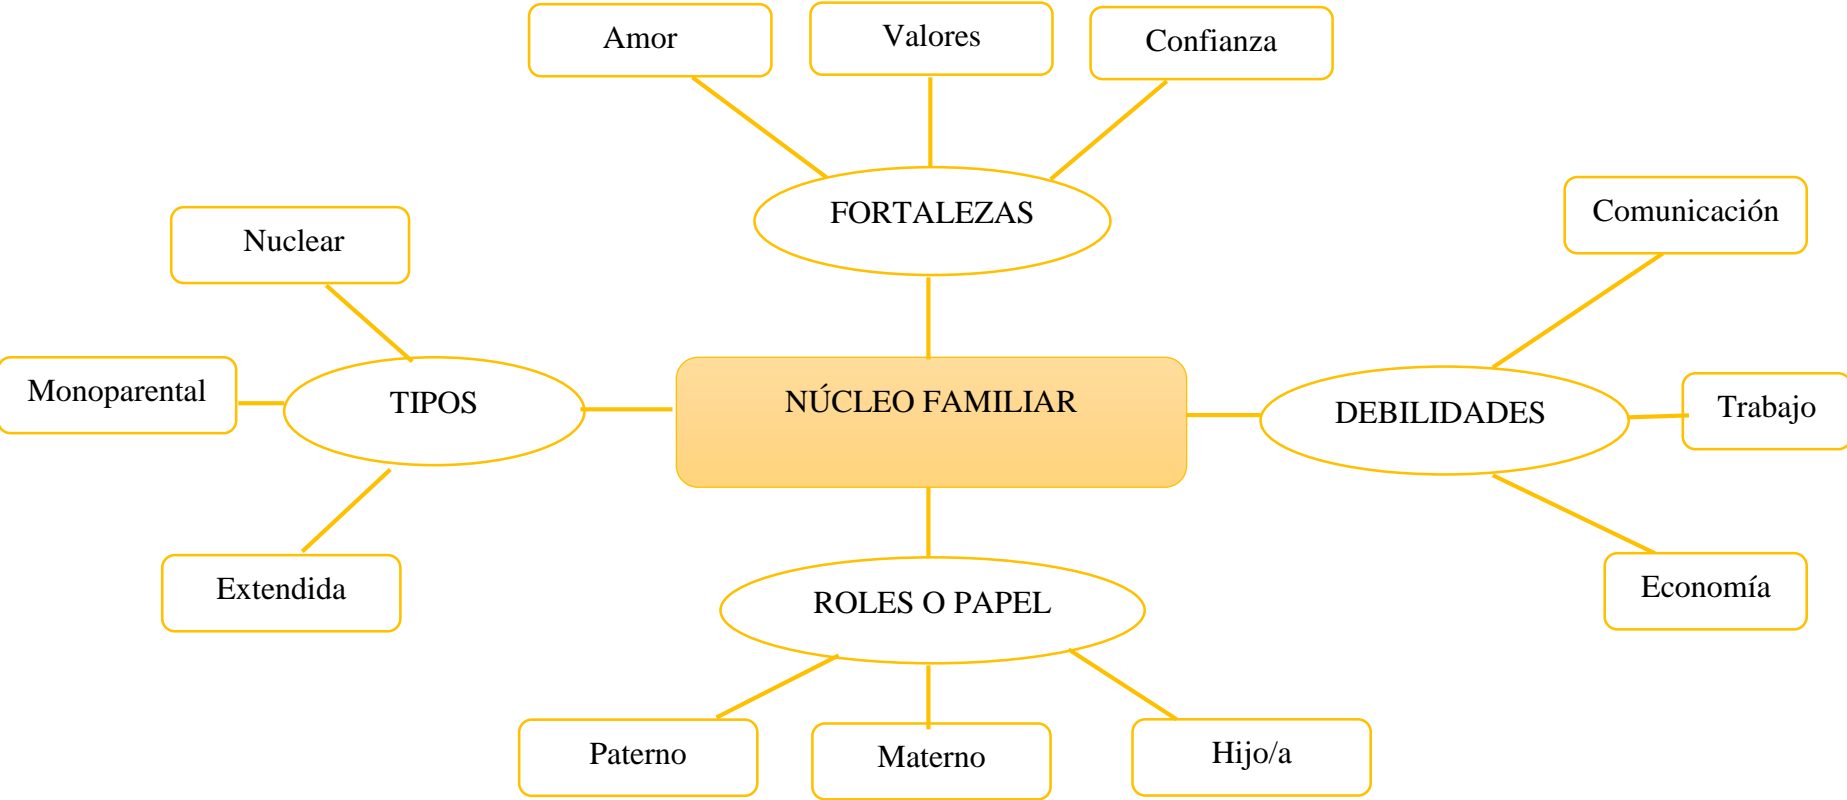 Amor
Valores
Confianza
FORTALEZAS
Nuclear
Comunicación
Monoparental
TIPOS
NÚCLEO FAMILIAR
DEBILIDADES
Trabajo
Extendida
ROLES O PAPEL
Economía
Paterno
Materno
Hijo/a